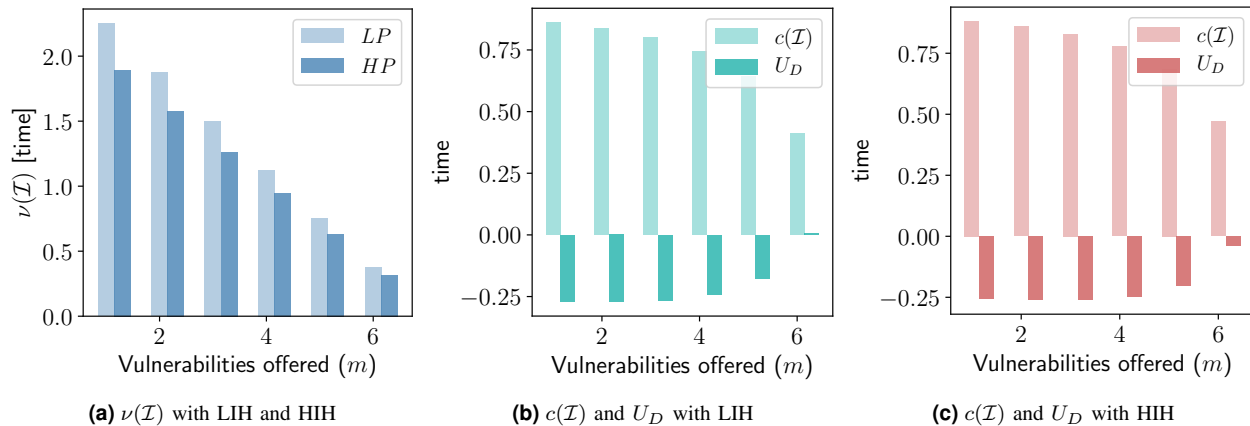 2.0
1.5
1.0
0.5
0.0
ν(ℐ) [time]
LP
HP
2
4
6
Vulnerabilities offered (m)
(a) ν(ℐ) with LIH and HIH
0.75
0.50
0.25
0.00
−0.25
time
c(ℐ)
U_D
2
4
6
Vulnerabilities offered (m)
(b) c(ℐ) and U_D with LIH
0.75
0.50
0.25
0.00
−0.25
time
c(ℐ)
U_D
2
4
6
Vulnerabilities offered (m)
(c) c(ℐ) and U_D with HIH